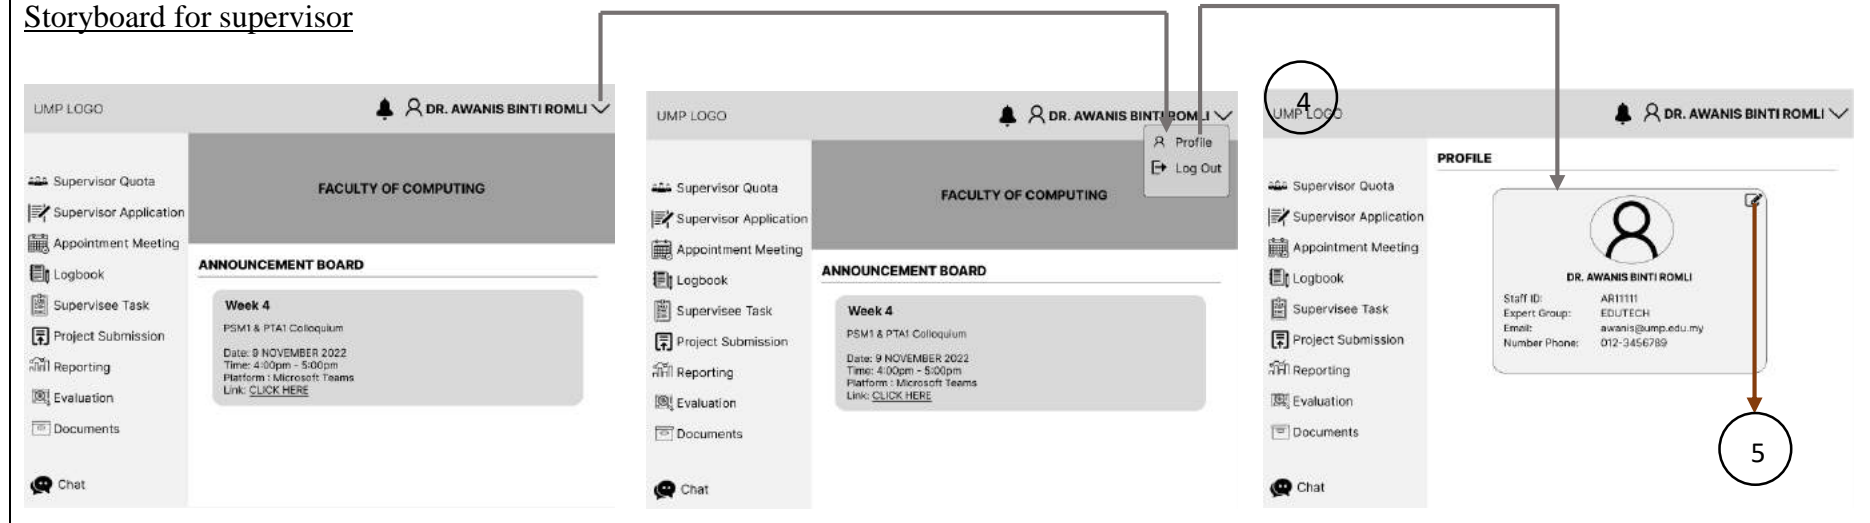 Storyboard for supervisor
UMP LOGO
DR. AWANIS BINTI ROMLI
Supervisor Quota
Supervisor Application
Appointment Meeting
Logbook
Supervisee Task
Project Submission
Reporting
Evaluation
Documents
Chat
FACULTY OF COMPUTING
ANNOUNCEMENT BOARD
Week 4
PSM1 & PTA1 Colloquium
Date: 9 NOVEMBER 2022
Time: 4:00pm - 5:00pm
Platform : Microsoft Teams
Link: CLICK HERE
UMP LOGO
DR. AWANIS BINTI ROMLI
Profile
Log Out
Supervisor Quota
Supervisor Application
Appointment Meeting
Logbook
Supervisee Task
Project Submission
Reporting
Evaluation
Documents
Chat
FACULTY OF COMPUTING
ANNOUNCEMENT BOARD
Week 4
PSM1 & PTA1 Colloquium
Date: 9 NOVEMBER 2022
Time: 4:00pm - 5:00pm
Platform : Microsoft Teams
Link: CLICK HERE
4
UMP LOGO
DR. AWANIS BINTI ROMLI
Supervisor Quota
Supervisor Application
Appointment Meeting
Logbook
Supervisee Task
Project Submission
Reporting
Evaluation
Documents
Chat
PROFILE
DR. AWANIS BINTI ROMLI
Staff ID: AR11111
Expert Group: EDUTECH
Email: awanis@ump.edu.my
Number Phone: 012-3456789
5